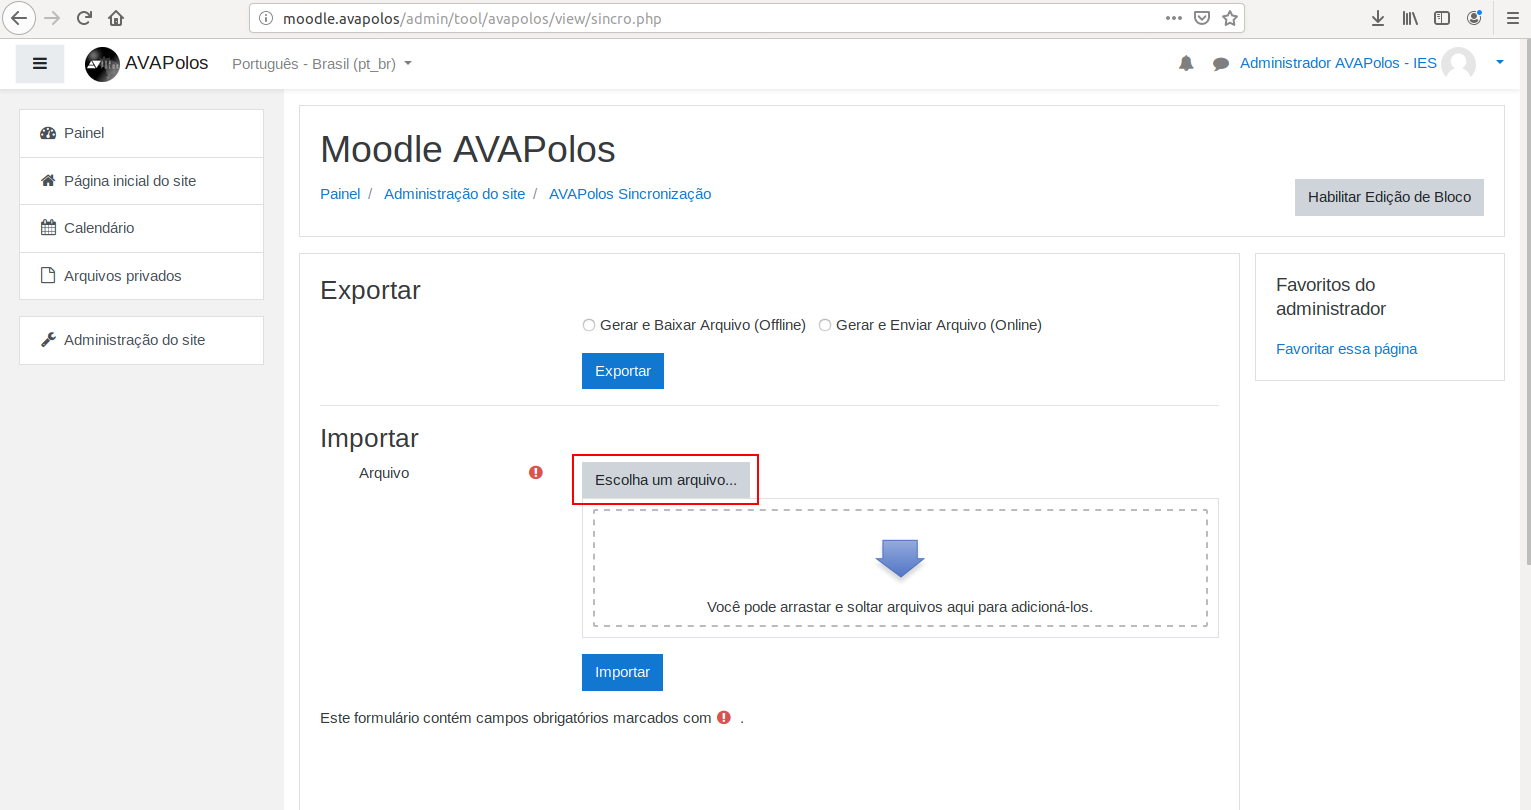 moodle.avapolos/admin/tool/avapolos/view/sincro.php
AVAPolos Português - Brasil (pt_br) Administrador AVAPolos - IES
Painel
Página inicial do site
Calendário
Arquivos privados
Administração do site
Moodle AVAPolos
Painel / Administração do site / AVAPolos Sincronização
Habilitar Edição de Bloco
Exportar
Gerar e Baixar Arquivo (Offline) Gerar e Enviar Arquivo (Online)
Exportar
Importar
Arquivo
Escolha um arquivo...
Você pode arrastar e soltar arquivos aqui para adicioná-los.
Importar
Este formulário contém campos obrigatórios marcados com .
Favoritos do
administrador
Favoritar essa página